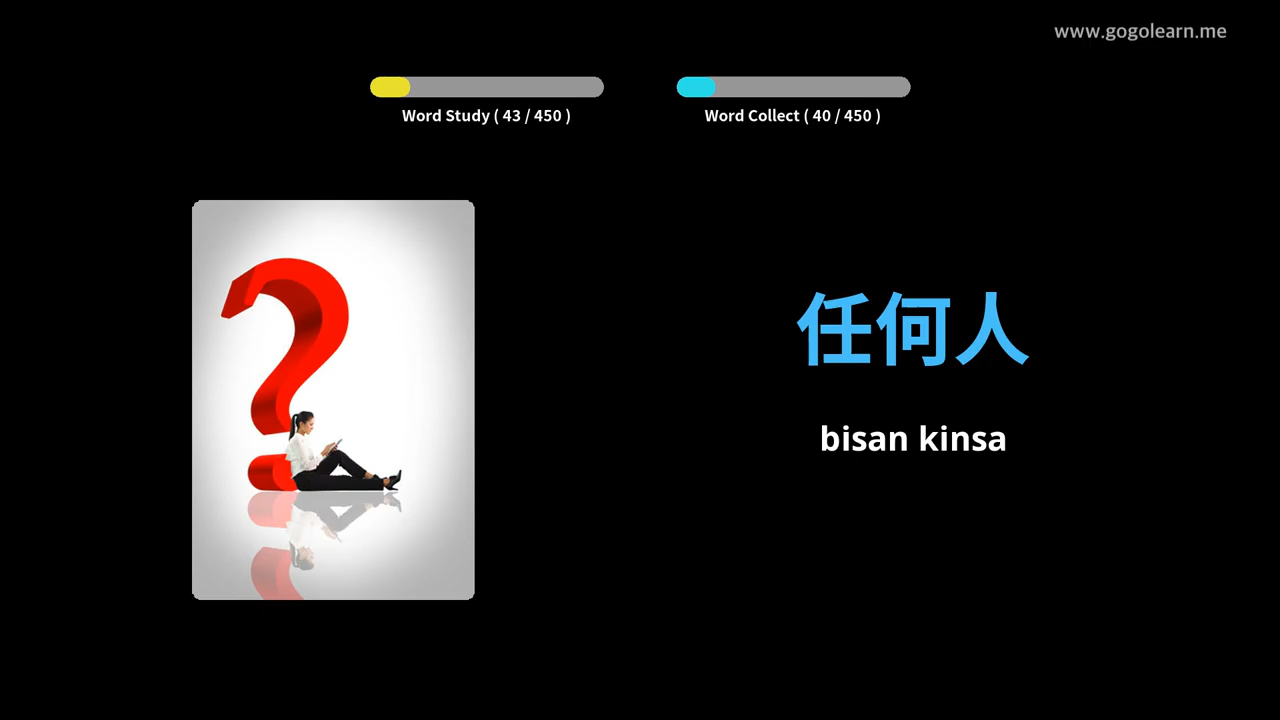 www.gogolearn.me
Word Study ( 43 / 450 )
Word Collect ( 40 / 450 )
任何人
bisan kinsa